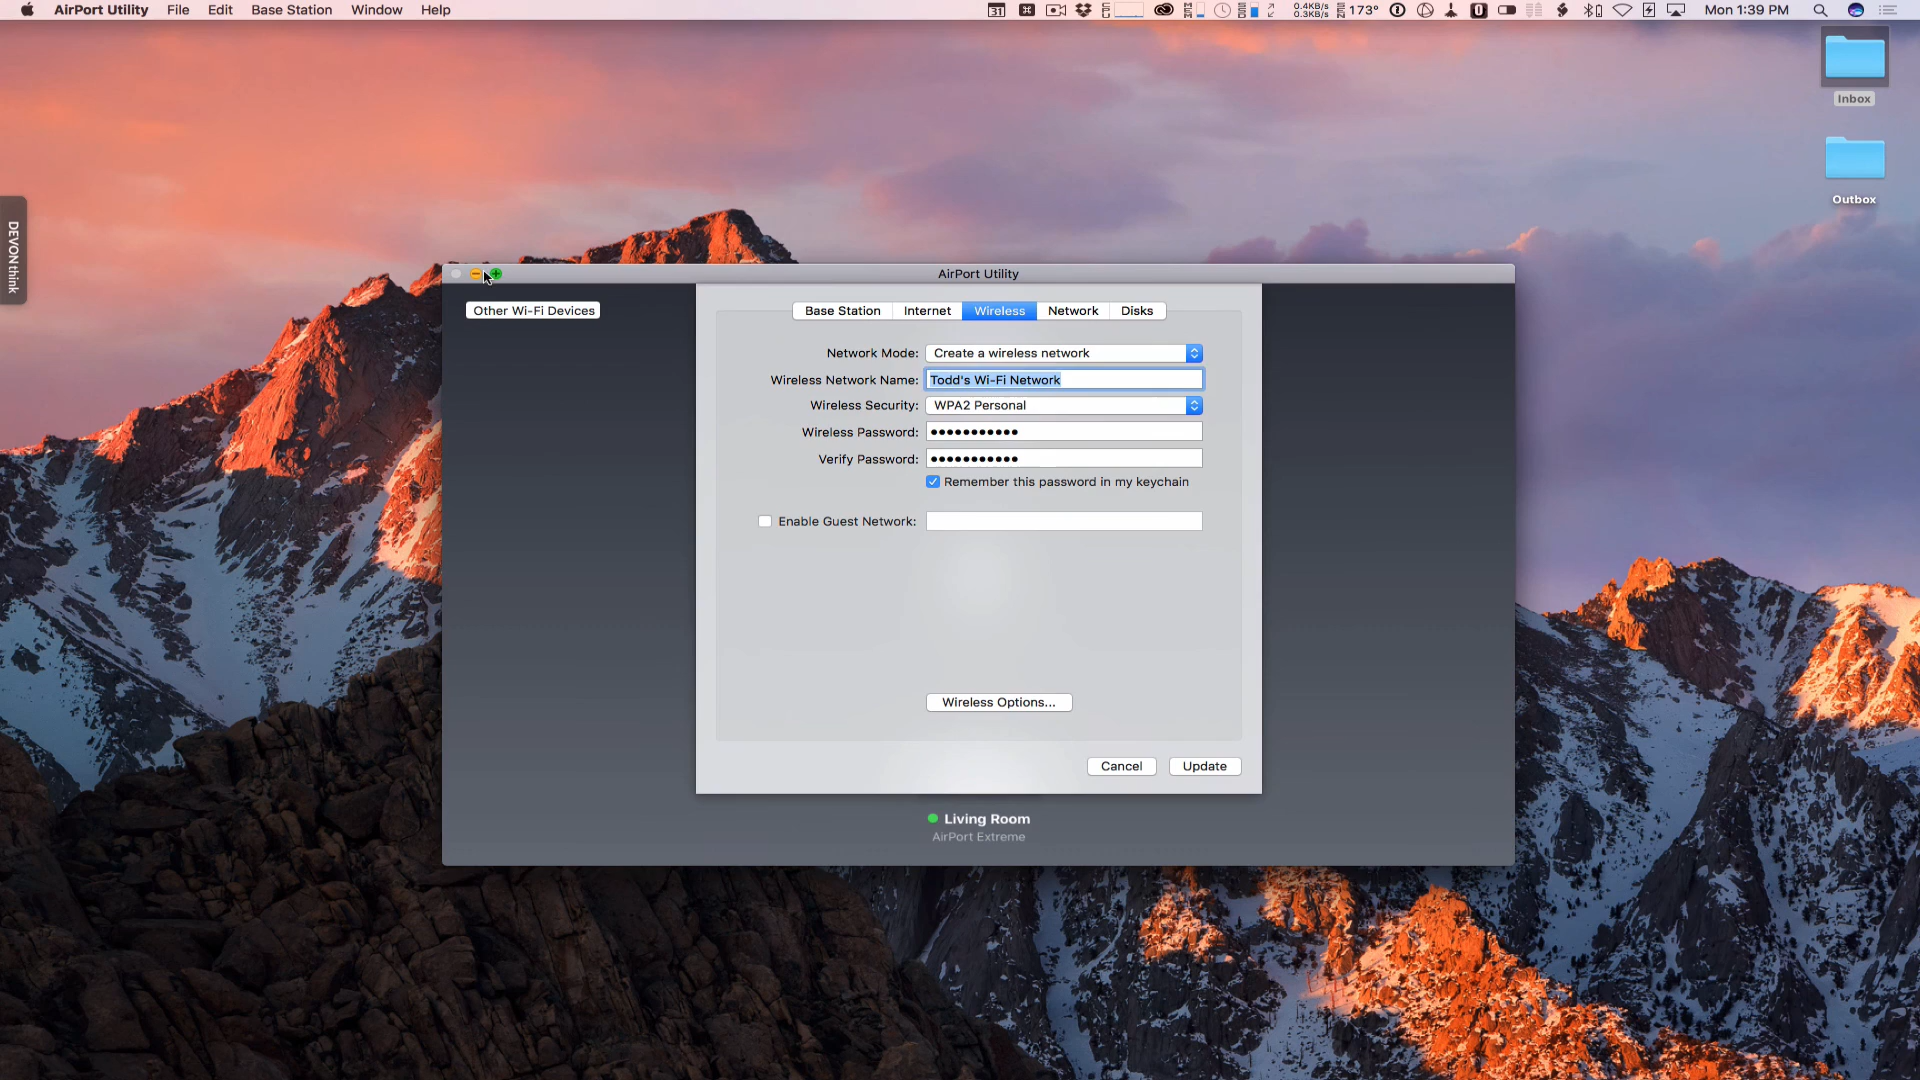 AirPort Utility File Edit Base Station Window Help
31 0.4KB/s 0.3KB/s 173° Mon 1:39 PM
Inbox
Outbox
DEVONthink
AirPort Utility
Other Wi-Fi Devices
Base Station Internet Wireless Network Disks
Network Mode: Create a wireless network
Wireless Network Name: Todd's Wi-Fi Network
Wireless Security: WPA2 Personal
Wireless Password: •••••••••••
Verify Password: •••••••••••
Remember this password in my keychain
Enable Guest Network:
Wireless Options...
Cancel Update
Living Room
AirPort Extreme